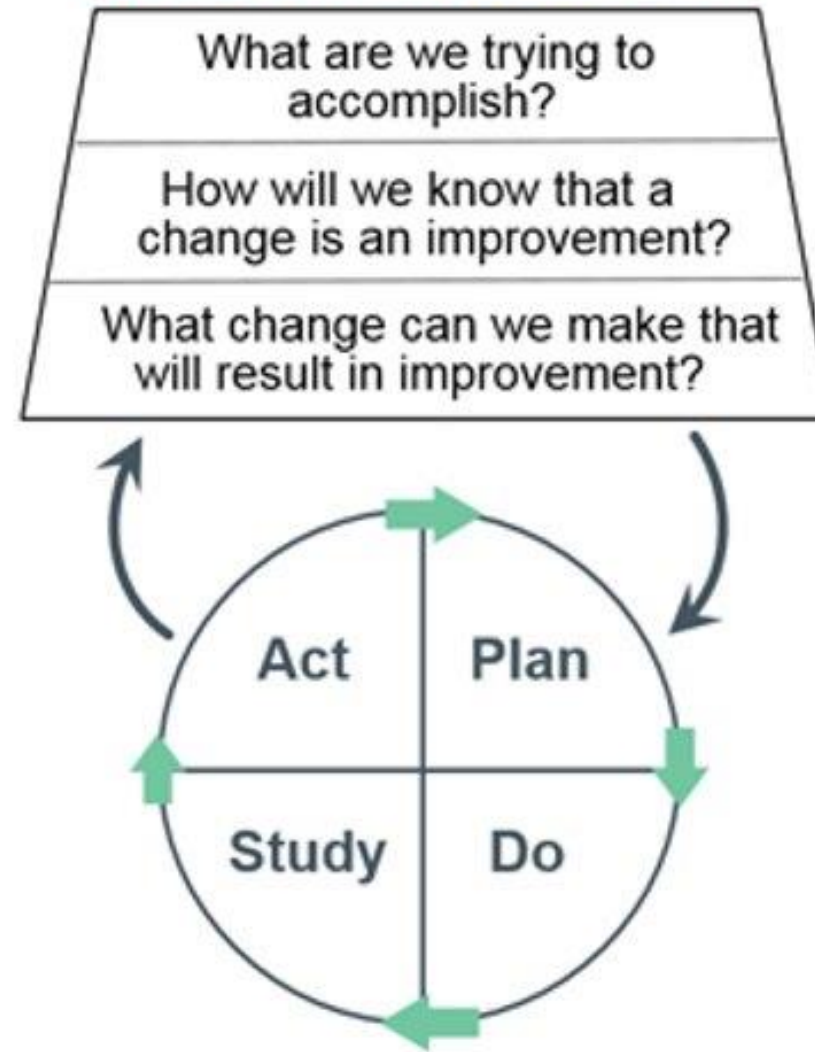 What are we trying to
accomplish?
How will we know that a
change is an improvement?
What change can we make that
will result in improvement?
Act
Plan
Study
Do